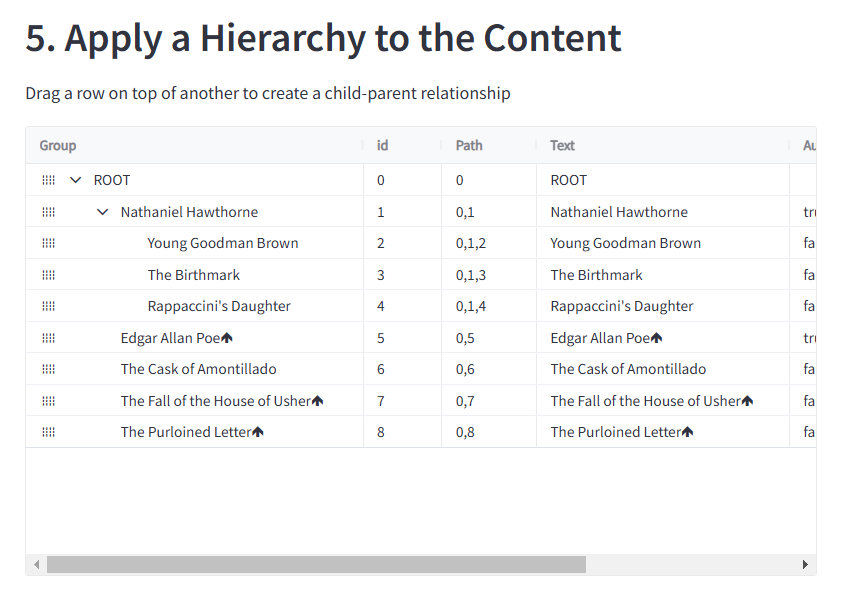 5. Apply a Hierarchy to the Content
Drag a row on top of another to create a child-parent relationship
Group id Path Text Au
ROOT 0 0 ROOT
Nathaniel Hawthorne 1 0,1 Nathaniel Hawthorne tru
Young Goodman Brown 2 0,1,2 Young Goodman Brown fa
The Birthmark 3 0,1,3 The Birthmark fa
Rappaccini's Daughter 4 0,1,4 Rappaccini's Daughter fa
Edgar Allan Poe🡅 5 0,5 Edgar Allan Poe🡅 tru
The Cask of Amontillado 6 0,6 The Cask of Amontillado fa
The Fall of the House of Usher🡅 7 0,7 The Fall of the House of Usher🡅 fa
The Purloined Letter🡅 8 0,8 The Purloined Letter🡅 fa